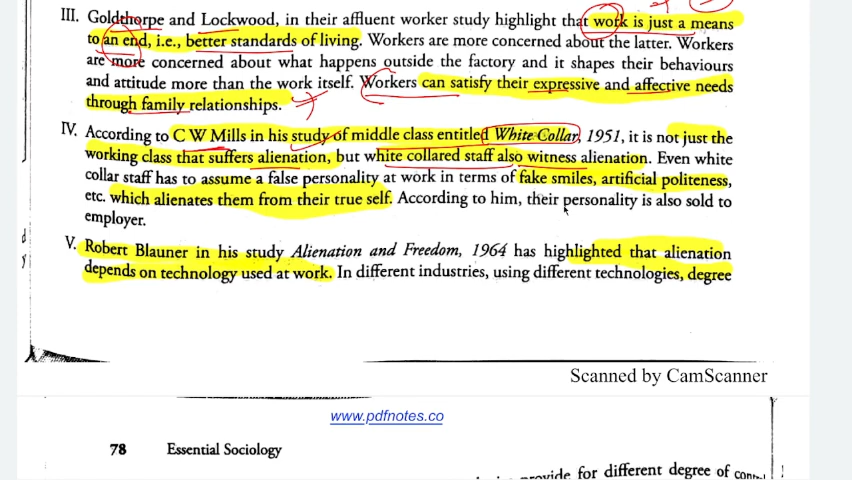 III. Goldthorpe and Lockwood, in their affluent worker study highlight that work is just a means
to an end, i.e., better standards of living. Workers are more concerned about the latter. Workers
are more concerned about what happens outside the factory and it shapes their behaviours
and attitude more than the work itself. Workers can satisfy their expressive and affective needs
through family relationships.
IV. According to C W Mills in his study of middle class entitled White Collar, 1951, it is not just the
working class that suffers alienation, but white collared staff also witness alienation. Even white
collar staff has to assume a false personality at work in terms of fake smiles, artificial politeness,
etc. which alienates them from their true self. According to him, their personality is also sold to
employer.
V. Robert Blauner in his study Alienation and Freedom, 1964 has highlighted that alienation
depends on technology used at work. In different industries, using different technologies, degree
Scanned by CamScanner
www.pdfnotes.co
78 Essential Sociology
provide for different degree of